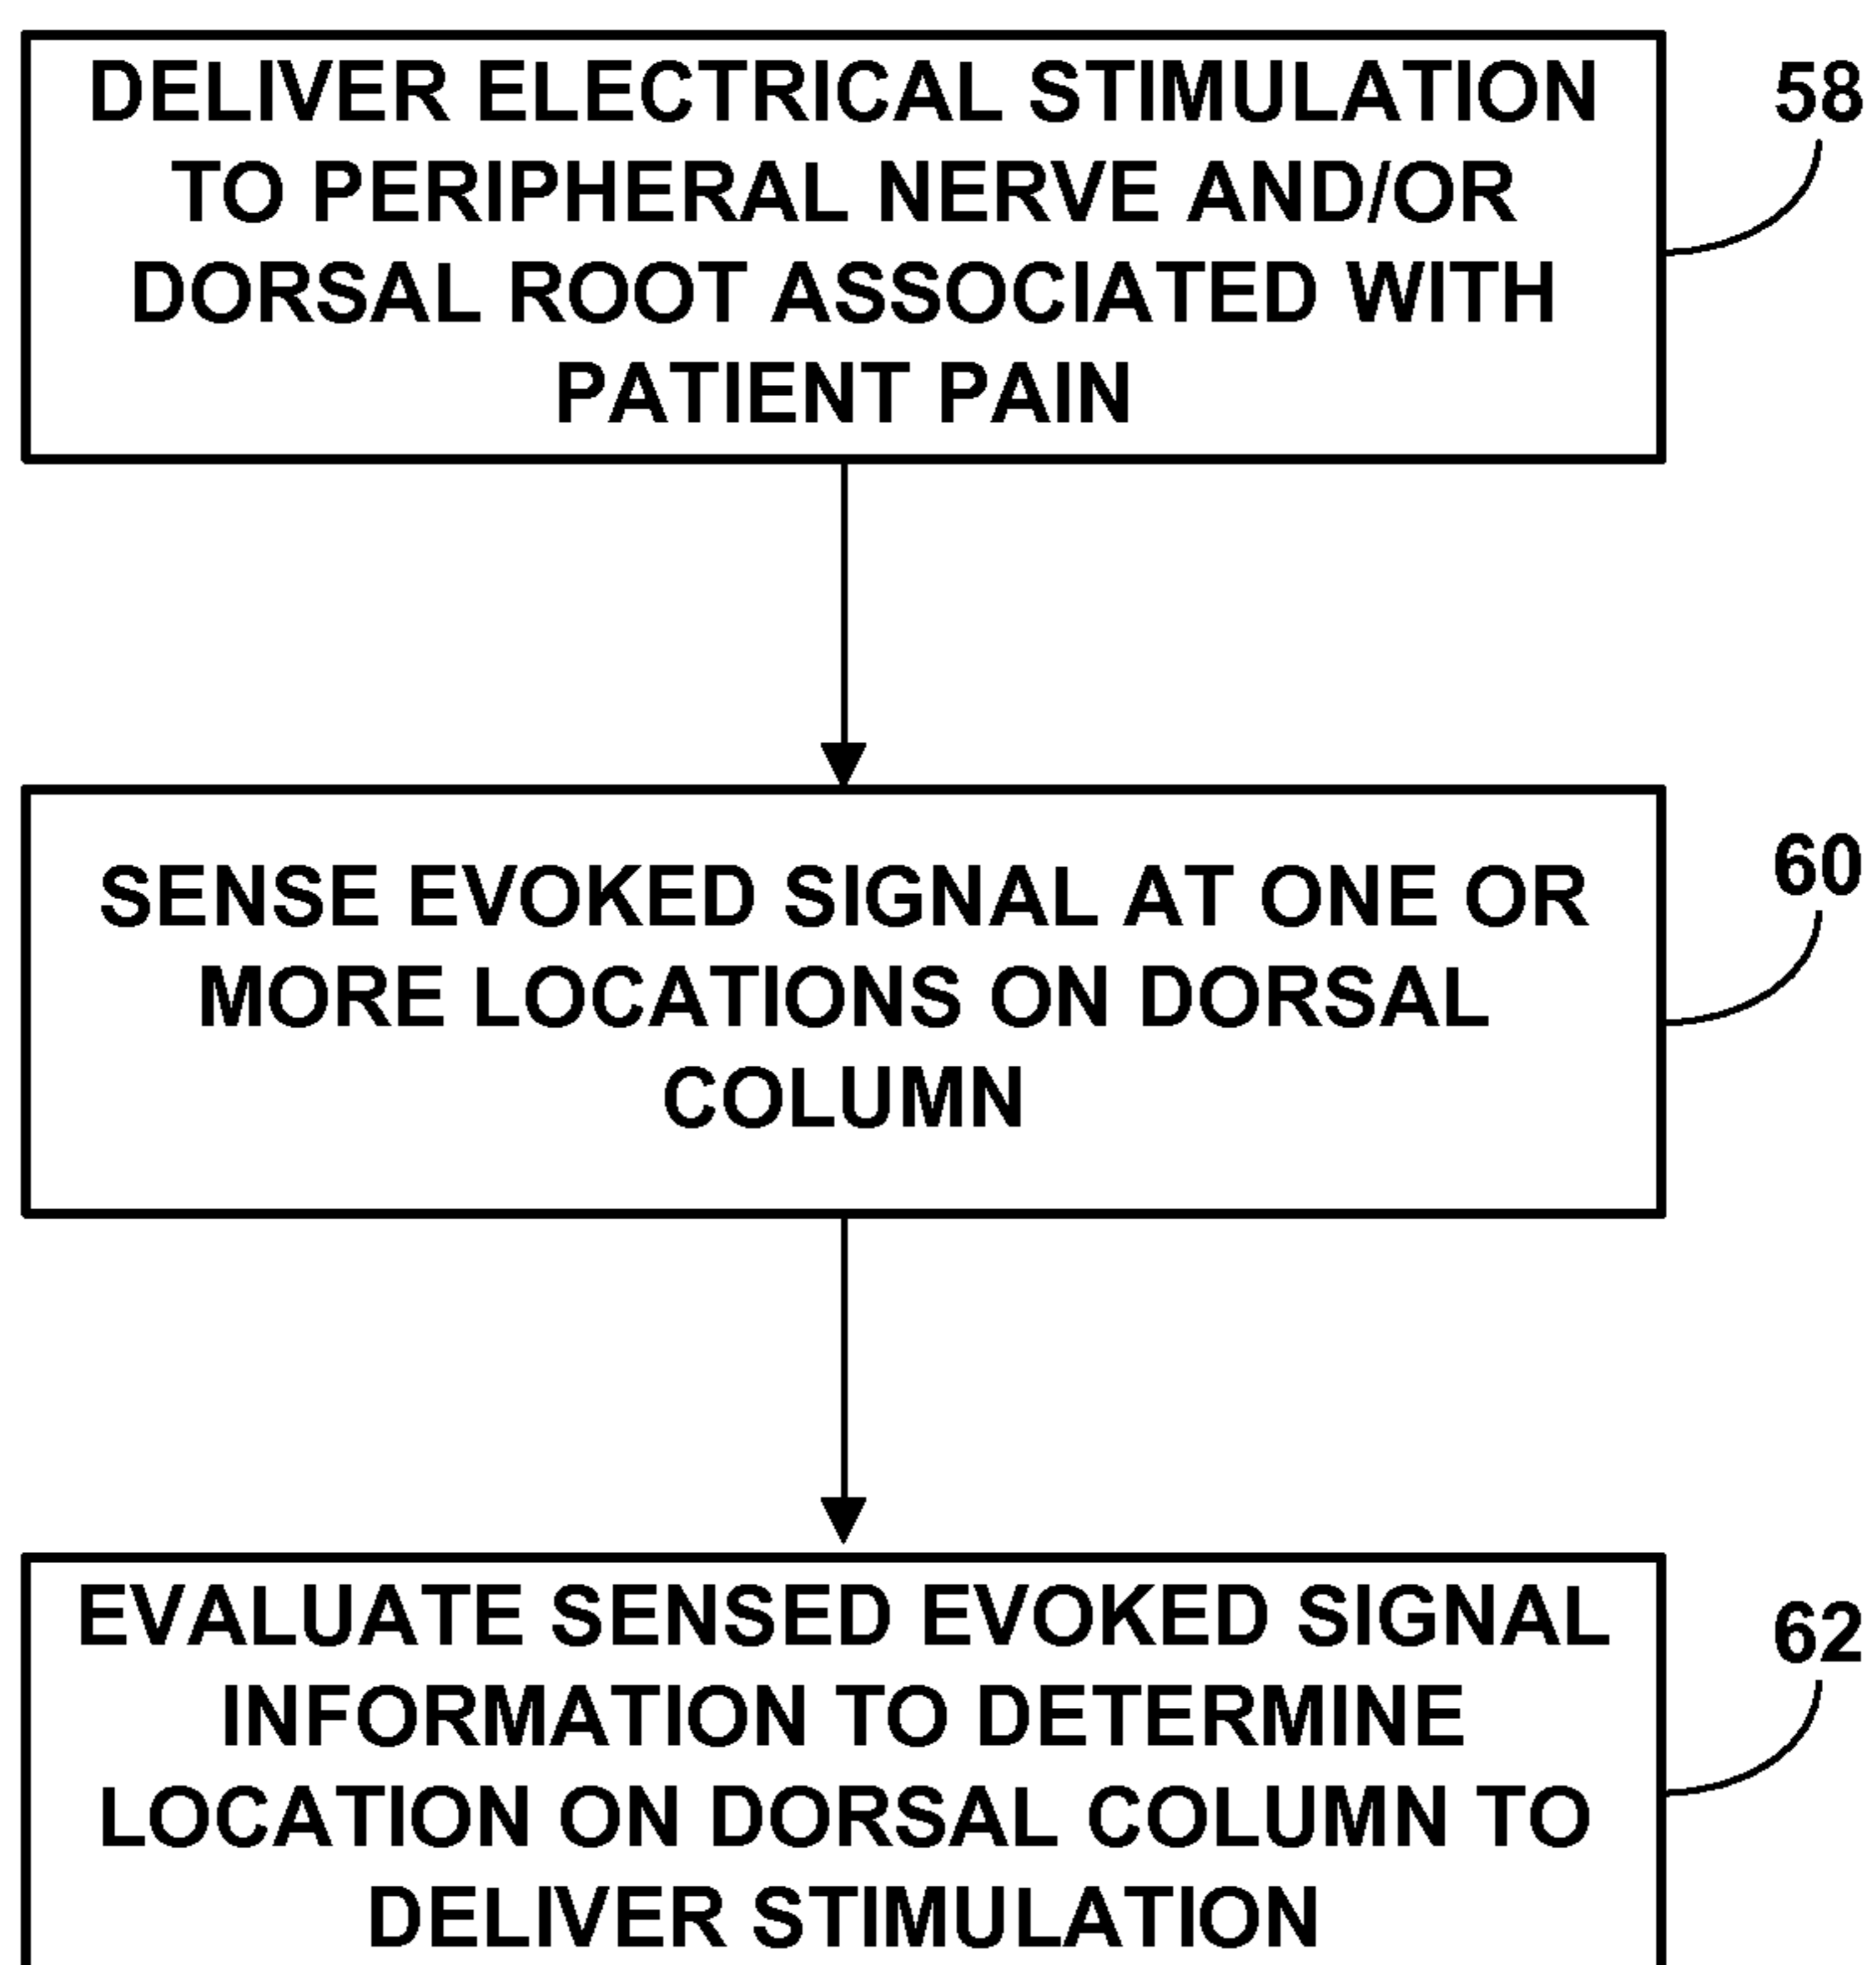 DELIVER ELECTRICAL STIMULATION
TO PERIPHERAL NERVE AND/OR
DORSAL ROOT ASSOCIATED WITH
PATIENT PAIN
58
SENSE EVOKED SIGNAL AT ONE OR
MORE LOCATIONS ON DORSAL
COLUMN
60
EVALUATE SENSED EVOKED SIGNAL
INFORMATION TO DETERMINE
LOCATION ON DORSAL COLUMN TO
DELIVER STIMULATION
62